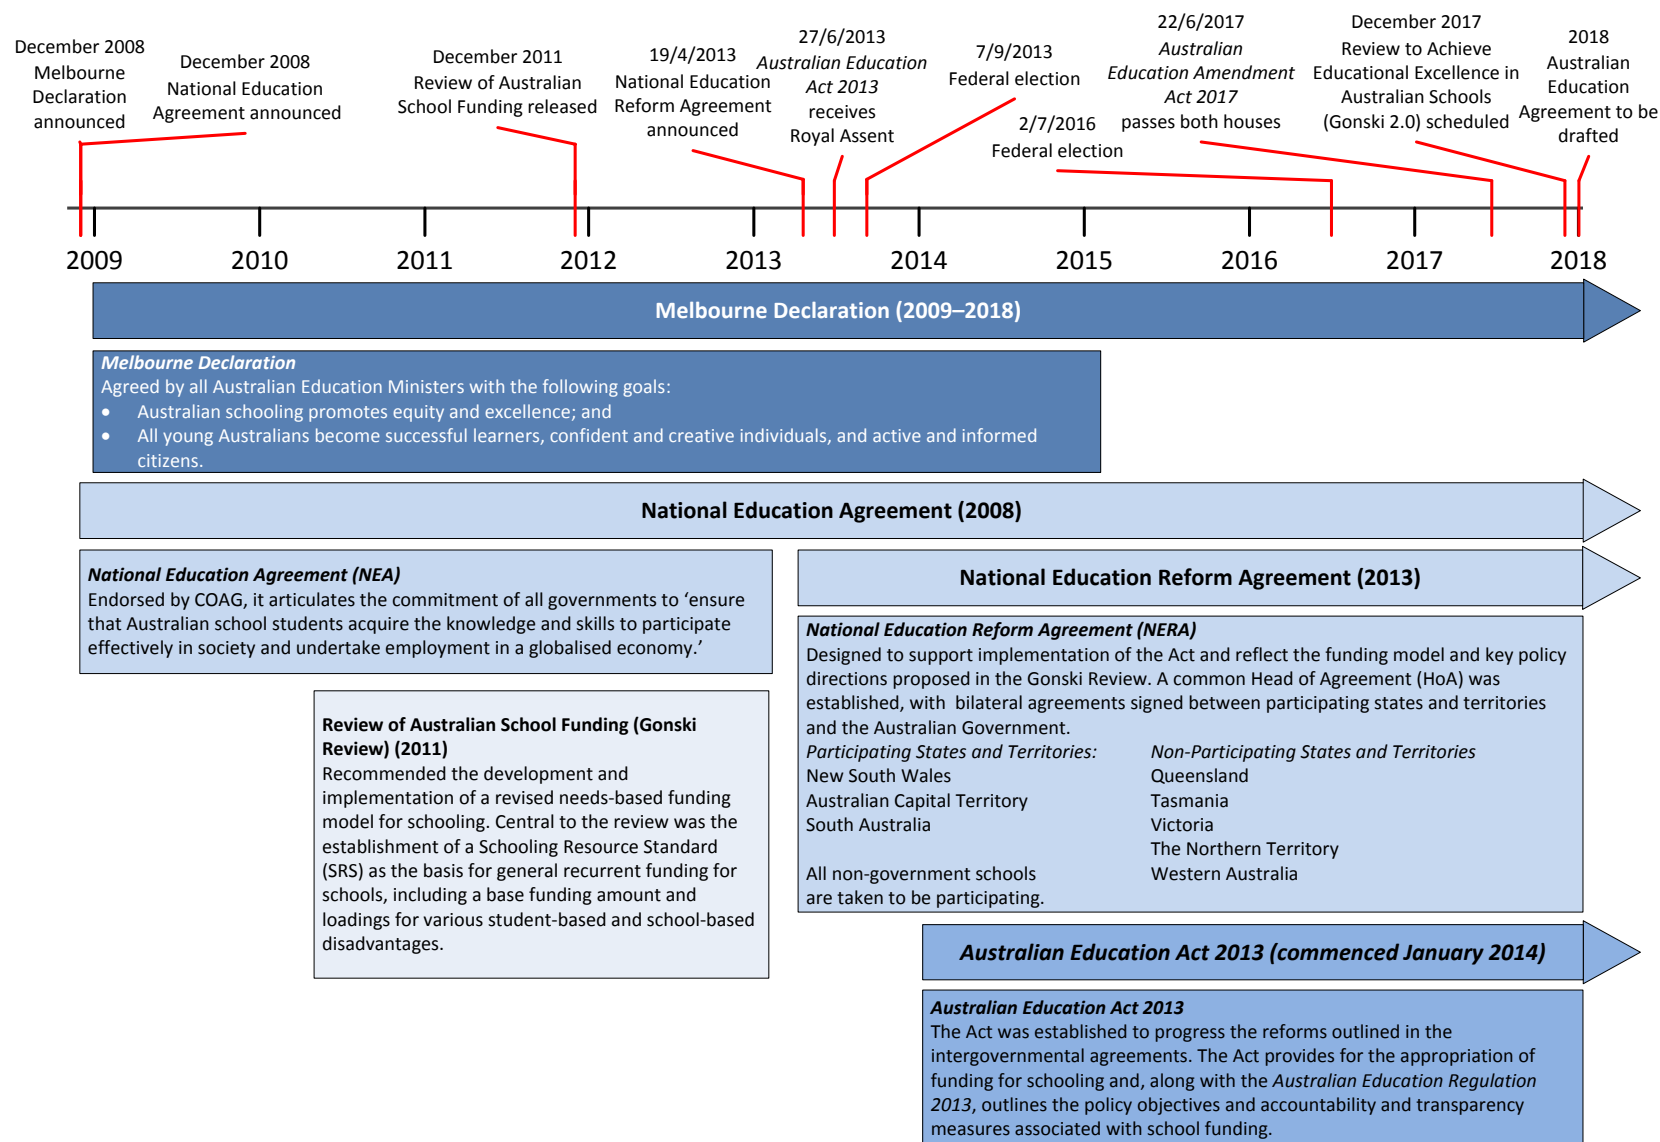 December 2008
Melbourne
Declaration
announced
December 2008
National Education
Agreement announced
December 2011
Review of Australian
School Funding released
19/4/2013
National Education
Reform Agreement
announced
27/6/2013
Australian Education
Act 2013
receives
Royal Assent
7/9/2013
Federal election
2/7/2016
Federal election
22/6/2017
Australian
Education Amendment
Act 2017
passes both houses
December 2017
Review to Achieve
Educational Excellence in
Australian Schools
(Gonski 2.0) scheduled
2018
Australian
Education
Agreement to be
drafted
2009
2010
2011
2012
2013
2014
2015
2016
2017
2018
Melbourne Declaration (2009–2018)
Melbourne Declaration
Agreed by all Australian Education Ministers with the following goals:
• Australian schooling promotes equity and excellence; and
• All young Australians become successful learners, confident and creative individuals, and active and informed
citizens.
National Education Agreement (2008)
National Education Agreement (NEA)
Endorsed by COAG, it articulates the commitment of all governments to ‘ensure
that Australian school students acquire the knowledge and skills to participate
effectively in society and undertake employment in a globalised economy.’
Review of Australian School Funding (Gonski
Review) (2011)
Recommended the development and
implementation of a revised needs-based funding
model for schooling. Central to the review was the
establishment of a Schooling Resource Standard
(SRS) as the basis for general recurrent funding for
schools, including a base funding amount and
loadings for various student-based and school-based
disadvantages.
National Education Reform Agreement (2013)
National Education Reform Agreement (NERA)
Designed to support implementation of the Act and reflect the funding model and key policy
directions proposed in the Gonski Review. A common Head of Agreement (HoA) was
established, with bilateral agreements signed between participating states and territories
and the Australian Government.
Participating States and Territories:
New South Wales
Australian Capital Territory
South Australia
All non-government schools
are taken to be participating.
Non-Participating States and Territories
Queensland
Tasmania
Victoria
The Northern Territory
Western Australia
Australian Education Act 2013 (commenced January 2014)
Australian Education Act 2013
The Act was established to progress the reforms outlined in the
intergovernmental agreements. The Act provides for the appropriation of
funding for schooling and, along with the Australian Education Regulation
2013, outlines the policy objectives and accountability and transparency
measures associated with school funding.